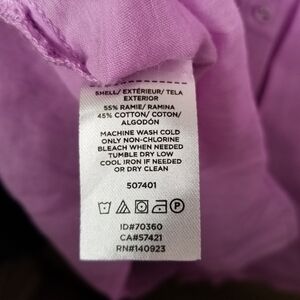 SHELL/ EXTÉRIEUR/ TELA
EXTERIOR
55% RAMIE/ RAMINA
45% COTTON/ COTON/
ALGODÓN
MACHINE WASH COLD
ONLY NON-CHLORINE
BLEACH WHEN NEEDED
TUMBLE DRY LOW
COOL IRON IF NEEDED
OR DRY CLEAN
507401
ID#70360
CA#57421
RN#140923